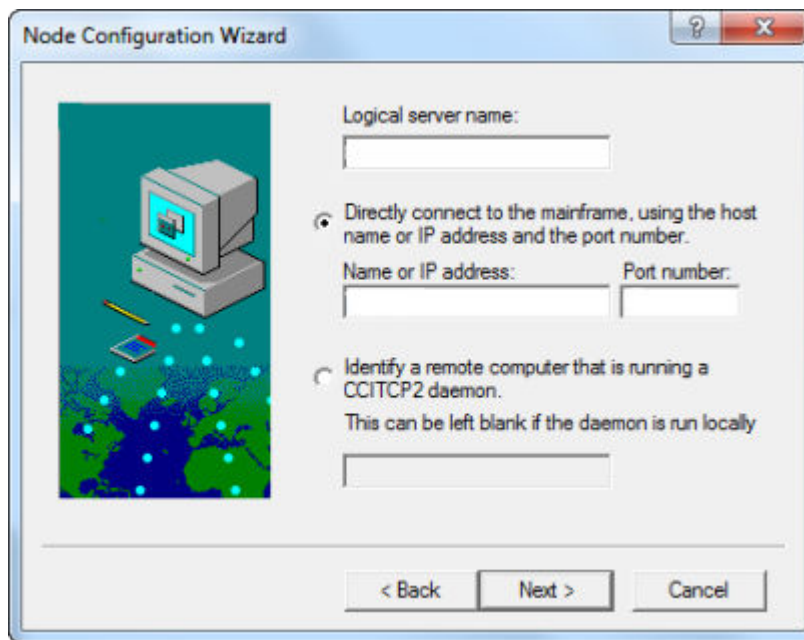 Node Configuration Wizard
Logical server name:
Directly connect to the mainframe, using the host
name or IP address and the port number.
Name or IP address: Port number:
Identify a remote computer that is running a
CCITCP2 daemon.
This can be left blank if the daemon is run locally
< Back Next > Cancel